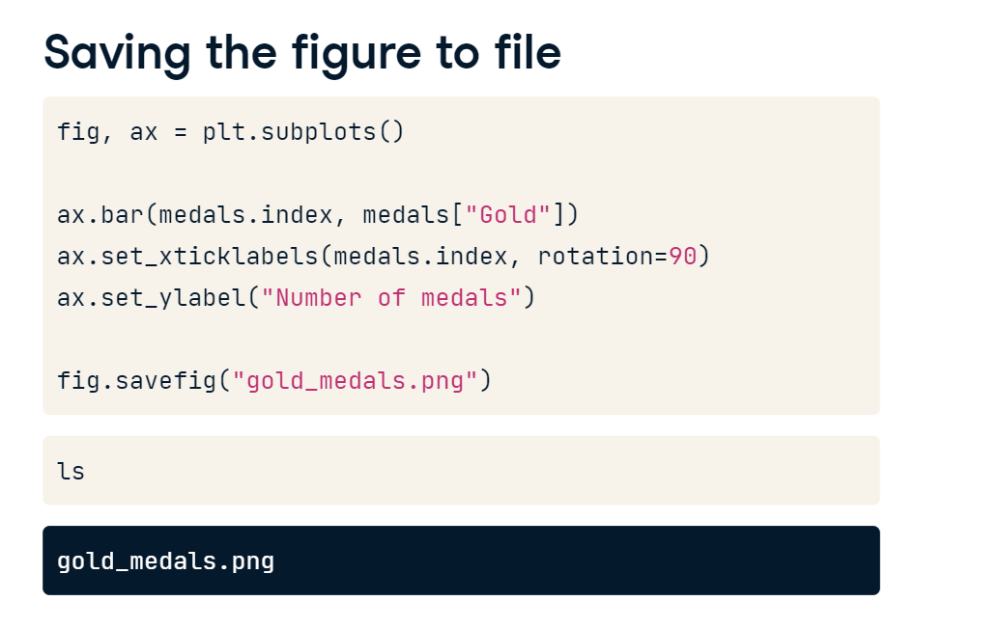 Saving the figure to file
fig, ax = plt.subplots()
ax.bar(medals.index, medals["Gold"])
ax.set_xticklabels(medals.index, rotation=90)
ax.set_ylabel("Number of medals")
fig.savefig("gold_medals.png")
ls
gold_medals.png